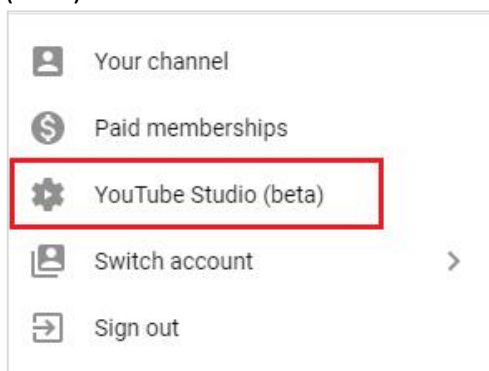 Your channel
Paid memberships
YouTube Studio (beta)
Switch account
Sign out